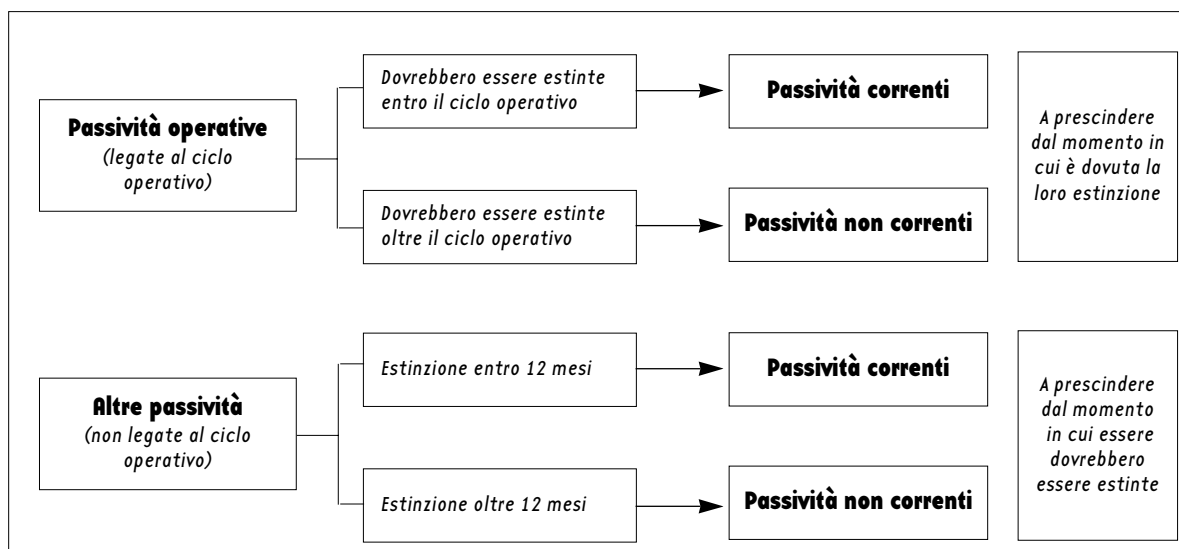 Passività operative
(legate al ciclo
operativo)
Dovrebbero essere estinte
entro il ciclo operativo
Passività correnti
Dovrebbero essere estinte
oltre il ciclo operativo
Passività non correnti
A prescindere
dal momento in
cui è dovuta la
loro estinzione
Altre passività
(non legate al ciclo
operativo)
Estinzione entro 12 mesi
Passività correnti
Estinzione oltre 12 mesi
Passività non correnti
A prescindere
dal momento
in cui essere
dovrebbero
essere estinte